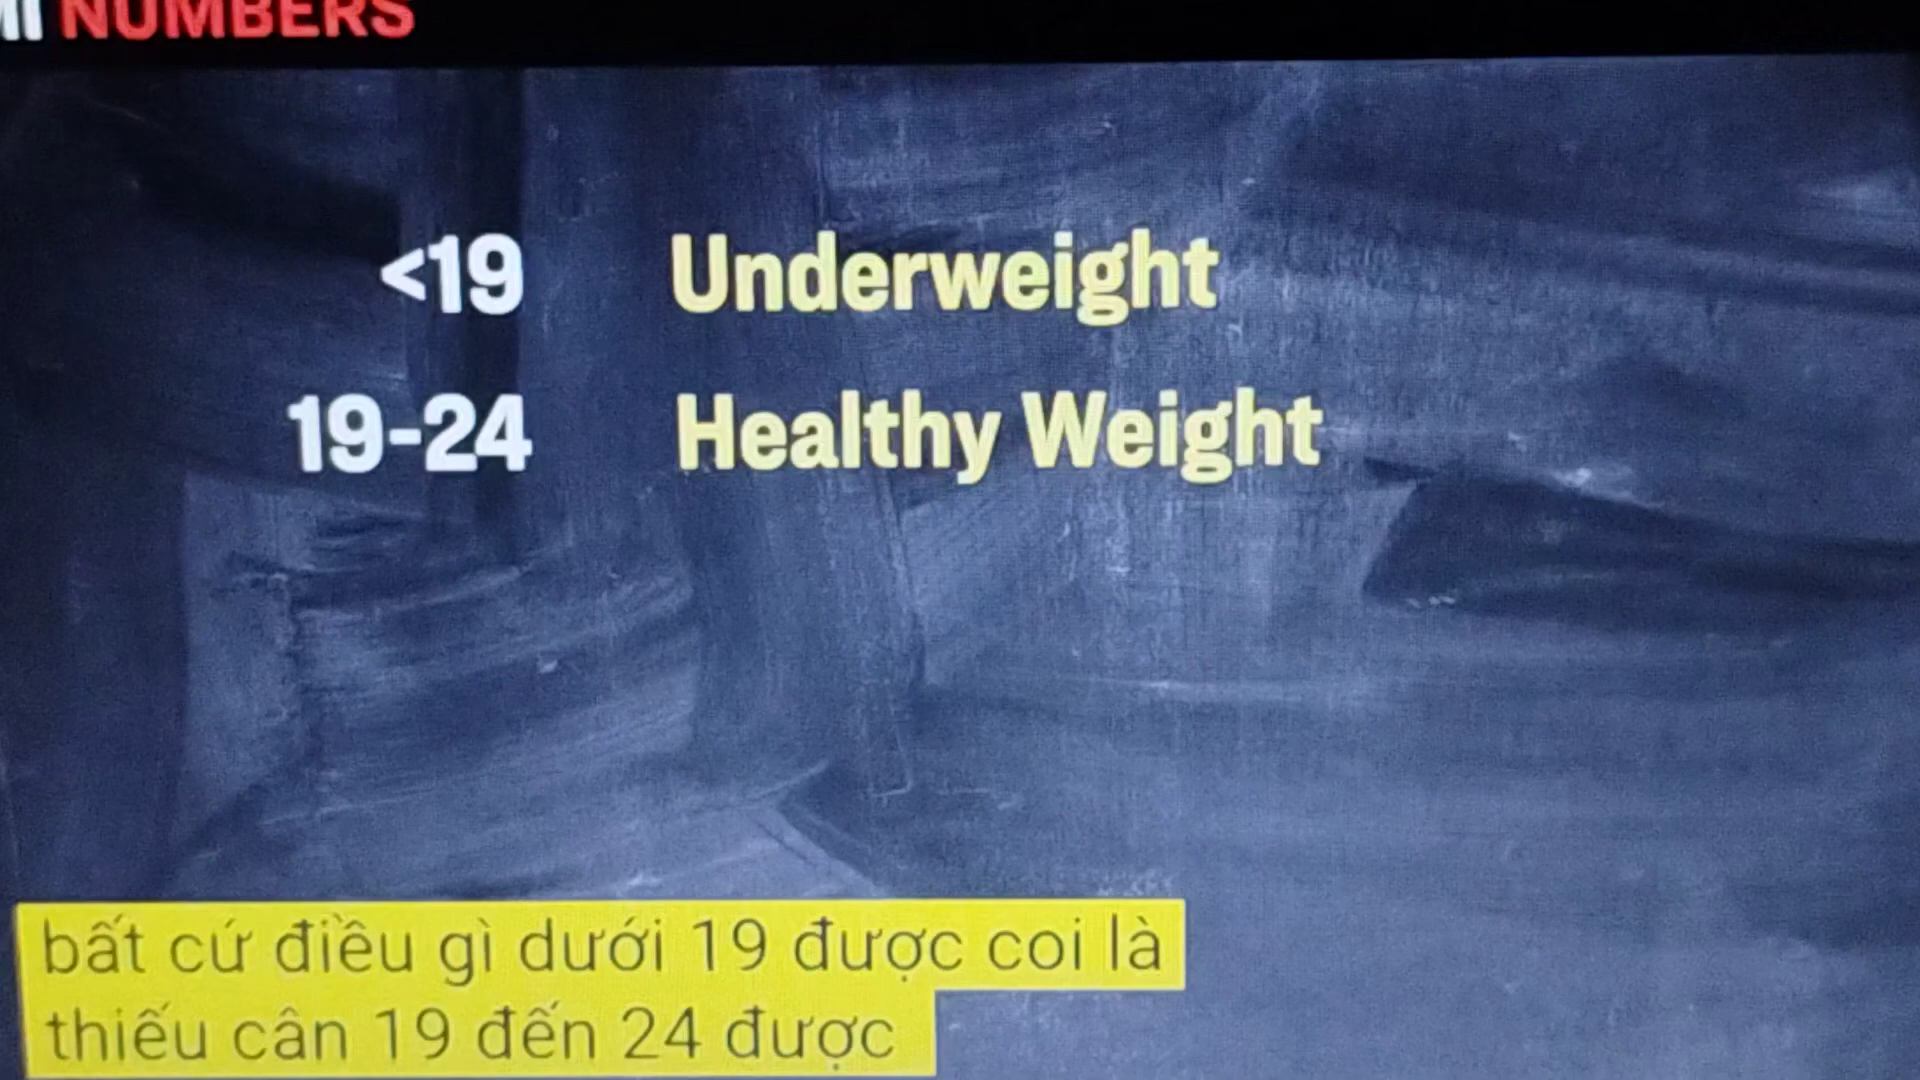 NUMBERS
<19 Underweight
19-24 Healthy Weight
bất cứ điều gì dưới 19 được coi là
thiếu cân 19 đến 24 được